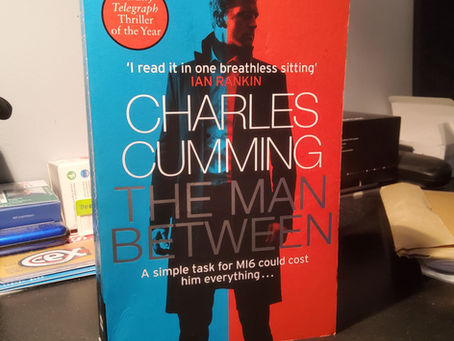 Telegraph
Thriller
of the Year
'I read it in one breathless sitting'
IAN RANKIN
CHARLES
CUMMING
THE MAN
BETWEEN
A simple task for MI6 could cost
him everything...
cex